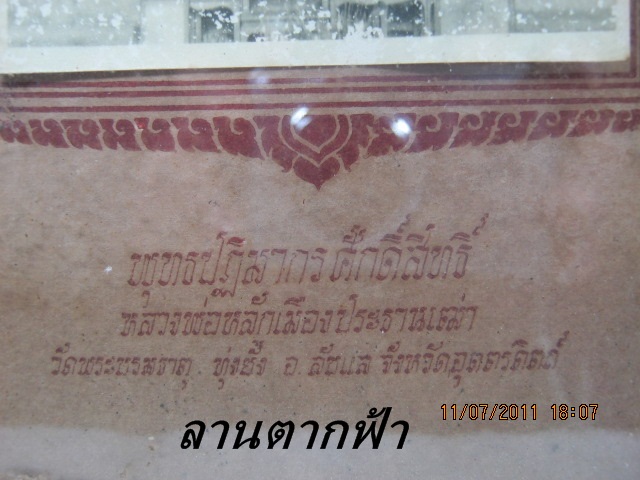 พุทธปฏิมากรศักดิ์สิทธิ์
หลวงพ่อหลักเมืองประธานเฒ่า
วัดพระบรมธาตุ ทุ่งยั้ง อ. ลับแล จังหวัดอุตตรดิตถ์
ลานตากฟ้า
11/07/2011 18:07